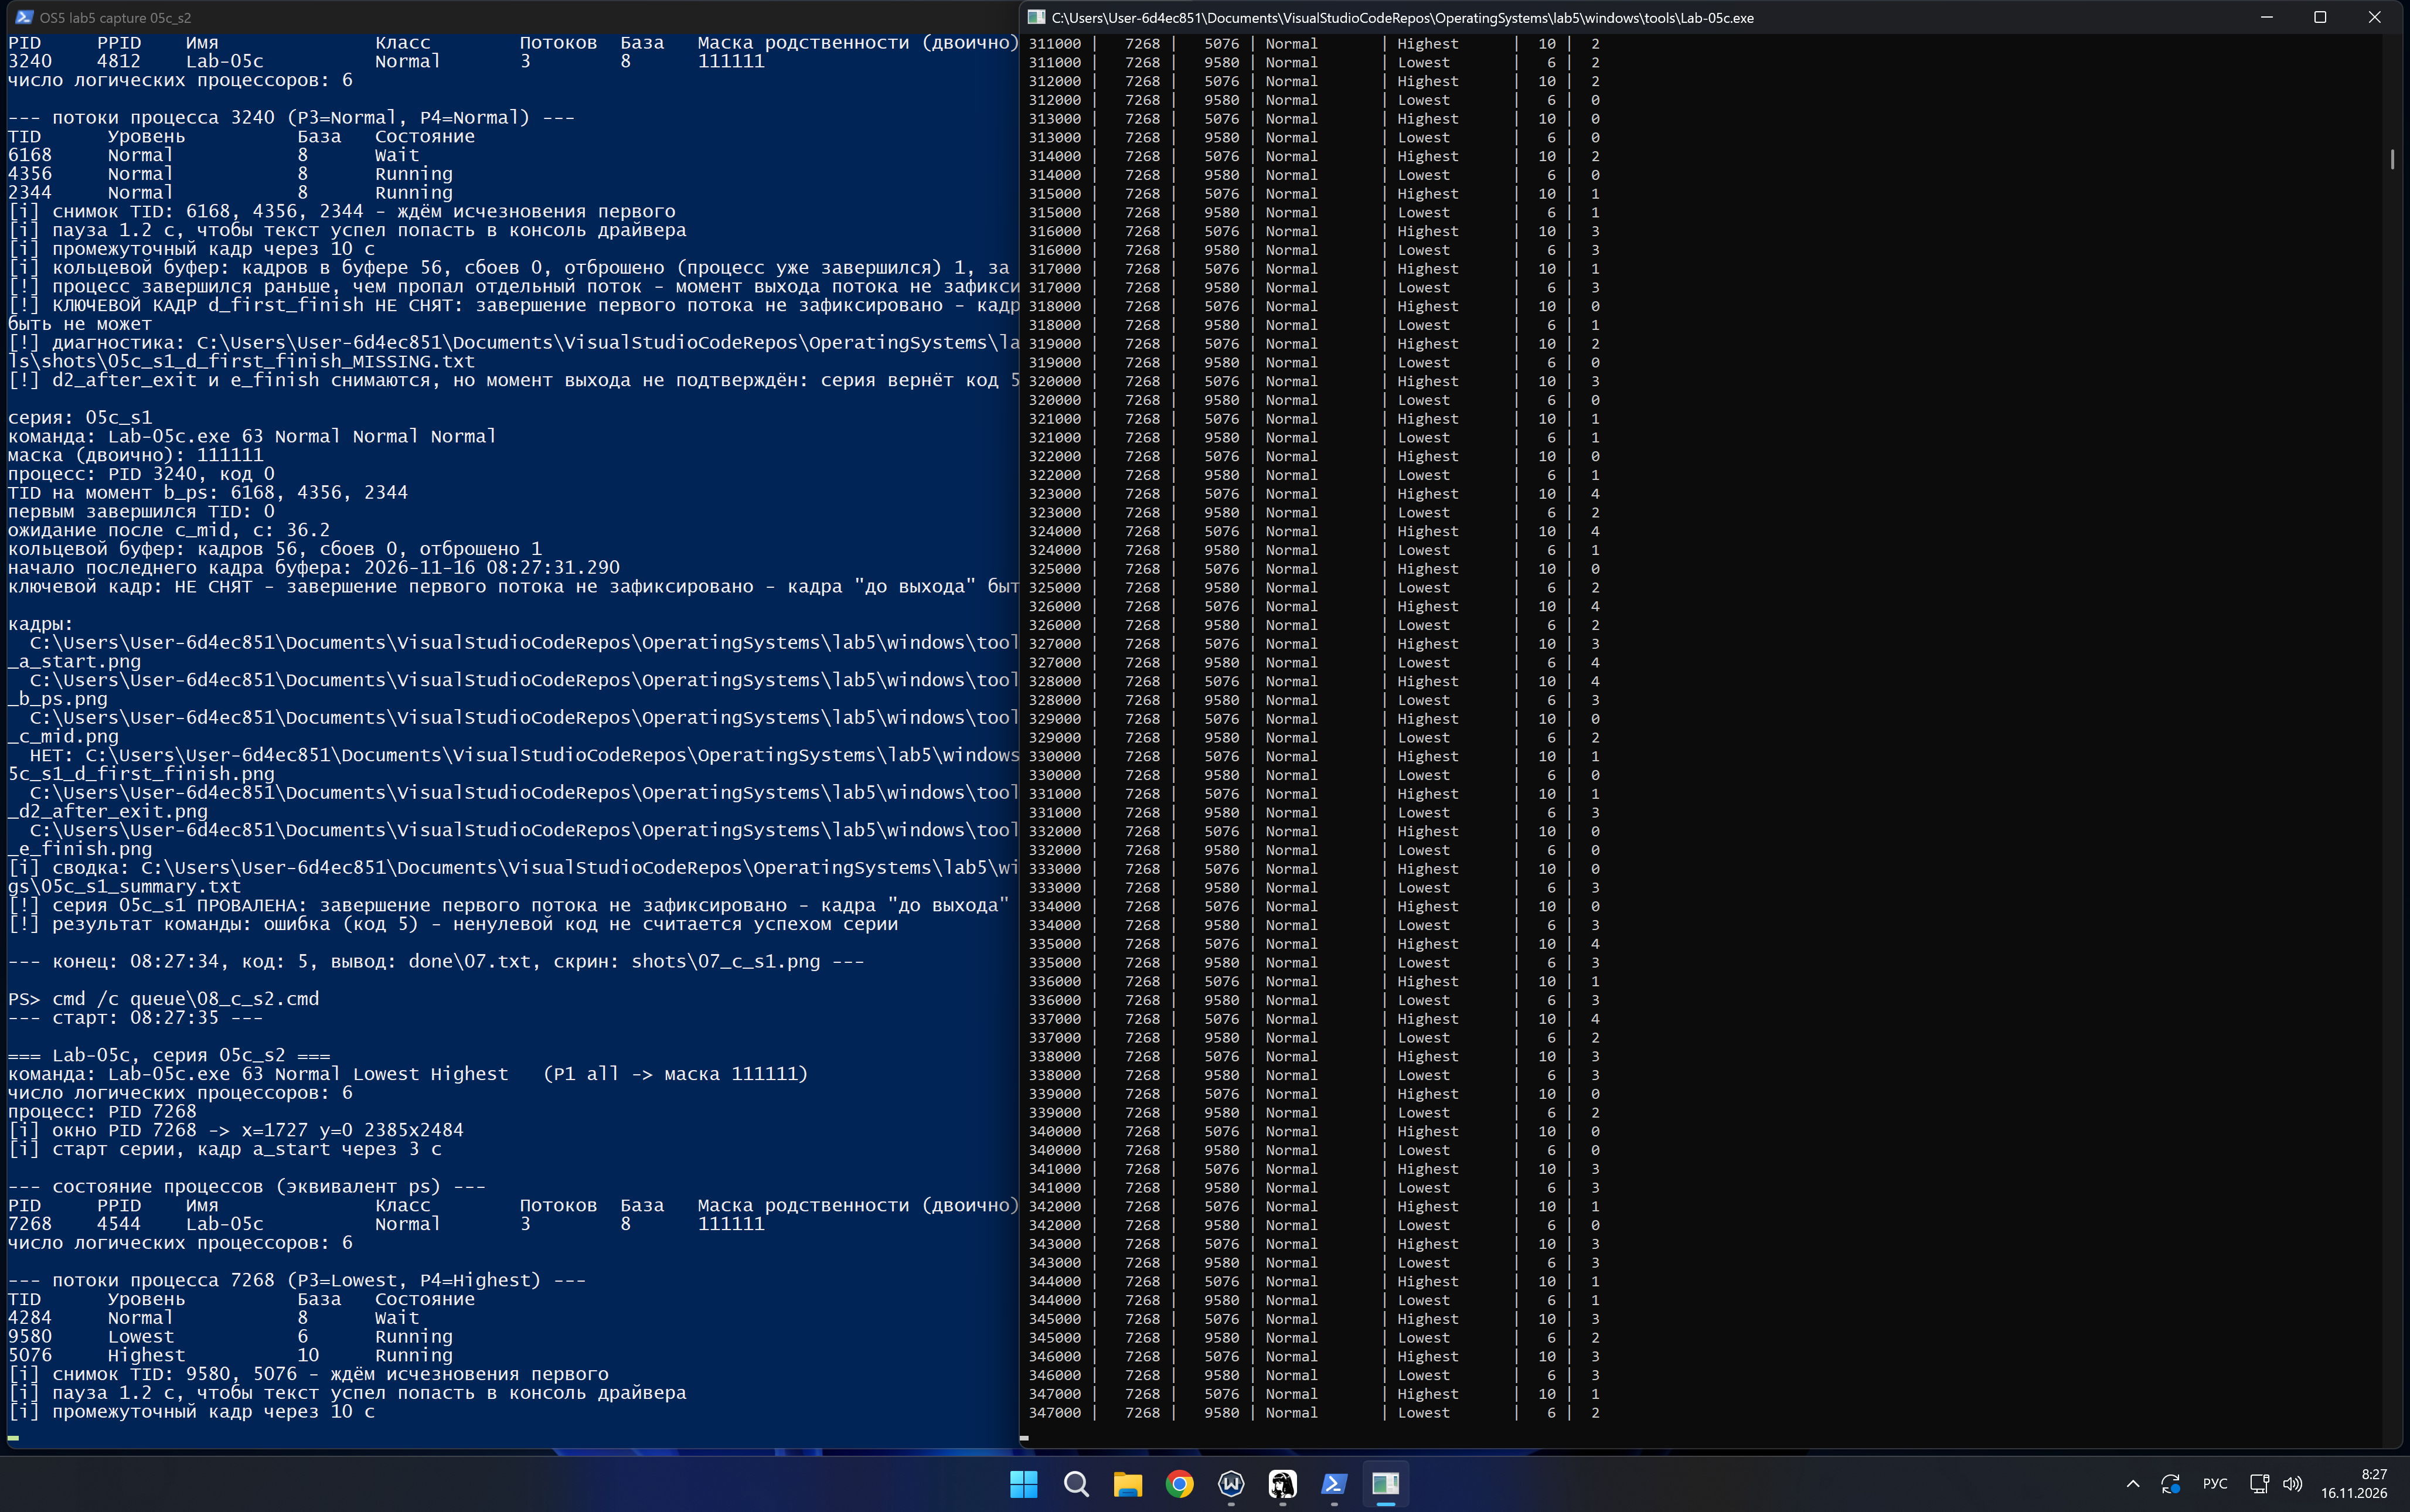 OS5 lab5 capture 05c_s2
PID PPID Имя Класс Потоков База Маска родственности (двоично)
3240 4812 Lab-05c Normal 3 8 111111
число логических процессоров: 6
--- потоки процесса 3240 (P3=Normal, P4=Normal) ---
TID Уровень База Состояние
6168 Normal 8 Wait
4356 Normal 8 Running
2344 Normal 8 Running
[i] снимок TID: 6168, 4356, 2344 - ждём исчезновения первого
[i] пауза 1.2 с, чтобы текст успел попасть в консоль драйвера
[i] промежуточный кадр через 10 с
[i] кольцевой буфер: кадров в буфере 56, сбоев 0, отброшено (процесс уже завершился) 1, за
[!] процесс завершился раньше, чем пропал отдельный поток - момент выхода потока не зафикси
[!] КЛЮЧЕВОЙ КАДР d_first_finish НЕ СНЯТ: завершение первого потока не зафиксировано - кадр
быть не может
[!] диагностика: C:\Users\User-6d4ec851\Documents\VisualStudioCodeRepos\OperatingSystems\la
ls\shots\05c_s1_d_first_finish_MISSING.txt
[!] d2_after_exit и e_finish снимаются, но момент выхода не подтверждён: серия вернёт код 5
серия: 05c_s1
команда: Lab-05c.exe 63 Normal Normal Normal
маска (двоично): 111111
процесс: PID 3240, код 0
TID на момент b_ps: 6168, 4356, 2344
первым завершился TID: 0
ожидание после c_mid, с: 36.2
кольцевой буфер: кадров 56, сбоев 0, отброшено 1
начало последнего кадра буфера: 2026-11-16 08:27:31.290
ключевой кадр: НЕ СНЯТ - завершение первого потока не зафиксировано - кадра "до выхода" быт
кадры:
C:\Users\User-6d4ec851\Documents\VisualStudioCodeRepos\OperatingSystems\lab5\windows\tool
_a_start.png
C:\Users\User-6d4ec851\Documents\VisualStudioCodeRepos\OperatingSystems\lab5\windows\tool
_b_ps.png
C:\Users\User-6d4ec851\Documents\VisualStudioCodeRepos\OperatingSystems\lab5\windows\tool
_c_mid.png
НЕТ: C:\Users\User-6d4ec851\Documents\VisualStudioCodeRepos\OperatingSystems\lab5\windows
5c_s1_d_first_finish.png
C:\Users\User-6d4ec851\Documents\VisualStudioCodeRepos\OperatingSystems\lab5\windows\tool
_d2_after_exit.png
C:\Users\User-6d4ec851\Documents\VisualStudioCodeRepos\OperatingSystems\lab5\windows\tool
_e_finish.png
[i] сводка: C:\Users\User-6d4ec851\Documents\VisualStudioCodeRepos\OperatingSystems\lab5\wi
gs\05c_s1_summary.txt
[!] серия 05c_s1 ПРОВАЛЕНА: завершение первого потока не зафиксировано - кадра "до выхода"
[!] результат команды: ошибка (код 5) - ненулевой код не считается успехом серии
--- конец: 08:27:34, код: 5, вывод: done\07.txt, скрин: shots\07_c_s1.png ---
PS> cmd /c queue\08_c_s2.cmd
--- старт: 08:27:35 ---
=== Lab-05c, серия 05c_s2 ===
команда: Lab-05c.exe 63 Normal Lowest Highest (P1 all -> маска 111111)
число логических процессоров: 6
процесс: PID 7268
[i] окно PID 7268 -> x=1727 y=0 2385x2484
[i] старт серии, кадр a_start через 3 с
--- состояние процессов (эквивалент ps) ---
PID PPID Имя Класс Потоков База Маска родственности (двоично)
7268 4544 Lab-05c Normal 3 8 111111
число логических процессоров: 6
--- потоки процесса 7268 (P3=Lowest, P4=Highest) ---
TID Уровень База Состояние
4284 Normal 8 Wait
9580 Lowest 6 Running
5076 Highest 10 Running
[i] снимок TID: 9580, 5076 - ждём исчезновения первого
[i] пауза 1.2 с, чтобы текст успел попасть в консоль драйвера
[i] промежуточный кадр через 10 с
C:\Users\User-6d4ec851\Documents\VisualStudioCodeRepos\OperatingSystems\lab5\windows\tools\Lab-05c.exe
311000 | 7268 | 5076 | Normal | Highest | 10 | 2
311000 | 7268 | 9580 | Normal | Lowest | 6 | 2
312000 | 7268 | 5076 | Normal | Highest | 10 | 2
312000 | 7268 | 9580 | Normal | Lowest | 6 | 0
313000 | 7268 | 5076 | Normal | Highest | 10 | 0
313000 | 7268 | 9580 | Normal | Lowest | 6 | 0
314000 | 7268 | 5076 | Normal | Highest | 10 | 2
314000 | 7268 | 9580 | Normal | Lowest | 6 | 0
315000 | 7268 | 5076 | Normal | Highest | 10 | 1
315000 | 7268 | 9580 | Normal | Lowest | 6 | 1
316000 | 7268 | 5076 | Normal | Highest | 10 | 3
316000 | 7268 | 9580 | Normal | Lowest | 6 | 3
317000 | 7268 | 5076 | Normal | Highest | 10 | 1
317000 | 7268 | 9580 | Normal | Lowest | 6 | 3
318000 | 7268 | 5076 | Normal | Highest | 10 | 0
318000 | 7268 | 9580 | Normal | Lowest | 6 | 1
319000 | 7268 | 5076 | Normal | Highest | 10 | 2
319000 | 7268 | 9580 | Normal | Lowest | 6 | 0
320000 | 7268 | 5076 | Normal | Highest | 10 | 3
320000 | 7268 | 9580 | Normal | Lowest | 6 | 0
321000 | 7268 | 5076 | Normal | Highest | 10 | 1
321000 | 7268 | 9580 | Normal | Lowest | 6 | 1
322000 | 7268 | 5076 | Normal | Highest | 10 | 0
322000 | 7268 | 9580 | Normal | Lowest | 6 | 1
323000 | 7268 | 5076 | Normal | Highest | 10 | 4
323000 | 7268 | 9580 | Normal | Lowest | 6 | 2
324000 | 7268 | 5076 | Normal | Highest | 10 | 4
324000 | 7268 | 9580 | Normal | Lowest | 6 | 1
325000 | 7268 | 5076 | Normal | Highest | 10 | 0
325000 | 7268 | 9580 | Normal | Lowest | 6 | 2
326000 | 7268 | 5076 | Normal | Highest | 10 | 4
326000 | 7268 | 9580 | Normal | Lowest | 6 | 2
327000 | 7268 | 5076 | Normal | Highest | 10 | 3
327000 | 7268 | 9580 | Normal | Lowest | 6 | 4
328000 | 7268 | 5076 | Normal | Highest | 10 | 4
328000 | 7268 | 9580 | Normal | Lowest | 6 | 3
329000 | 7268 | 5076 | Normal | Highest | 10 | 0
329000 | 7268 | 9580 | Normal | Lowest | 6 | 2
330000 | 7268 | 5076 | Normal | Highest | 10 | 1
330000 | 7268 | 9580 | Normal | Lowest | 6 | 0
331000 | 7268 | 5076 | Normal | Highest | 10 | 1
331000 | 7268 | 9580 | Normal | Lowest | 6 | 3
332000 | 7268 | 5076 | Normal | Highest | 10 | 0
332000 | 7268 | 9580 | Normal | Lowest | 6 | 0
333000 | 7268 | 5076 | Normal | Highest | 10 | 0
333000 | 7268 | 9580 | Normal | Lowest | 6 | 3
334000 | 7268 | 5076 | Normal | Highest | 10 | 0
334000 | 7268 | 9580 | Normal | Lowest | 6 | 3
335000 | 7268 | 5076 | Normal | Highest | 10 | 4
335000 | 7268 | 9580 | Normal | Lowest | 6 | 3
336000 | 7268 | 5076 | Normal | Highest | 10 | 1
336000 | 7268 | 9580 | Normal | Lowest | 6 | 3
337000 | 7268 | 5076 | Normal | Highest | 10 | 4
337000 | 7268 | 9580 | Normal | Lowest | 6 | 2
338000 | 7268 | 5076 | Normal | Highest | 10 | 3
338000 | 7268 | 9580 | Normal | Lowest | 6 | 3
339000 | 7268 | 5076 | Normal | Highest | 10 | 0
339000 | 7268 | 9580 | Normal | Lowest | 6 | 2
340000 | 7268 | 5076 | Normal | Highest | 10 | 0
340000 | 7268 | 9580 | Normal | Lowest | 6 | 0
341000 | 7268 | 5076 | Normal | Highest | 10 | 3
341000 | 7268 | 9580 | Normal | Lowest | 6 | 3
342000 | 7268 | 5076 | Normal | Highest | 10 | 1
342000 | 7268 | 9580 | Normal | Lowest | 6 | 0
343000 | 7268 | 5076 | Normal | Highest | 10 | 3
343000 | 7268 | 9580 | Normal | Lowest | 6 | 3
344000 | 7268 | 5076 | Normal | Highest | 10 | 1
344000 | 7268 | 9580 | Normal | Lowest | 6 | 1
345000 | 7268 | 5076 | Normal | Highest | 10 | 3
345000 | 7268 | 9580 | Normal | Lowest | 6 | 2
346000 | 7268 | 5076 | Normal | Highest | 10 | 3
346000 | 7268 | 9580 | Normal | Lowest | 6 | 3
347000 | 7268 | 5076 | Normal | Highest | 10 | 1
347000 | 7268 | 9580 | Normal | Lowest | 6 | 2
РУС
8:27
16.11.2026